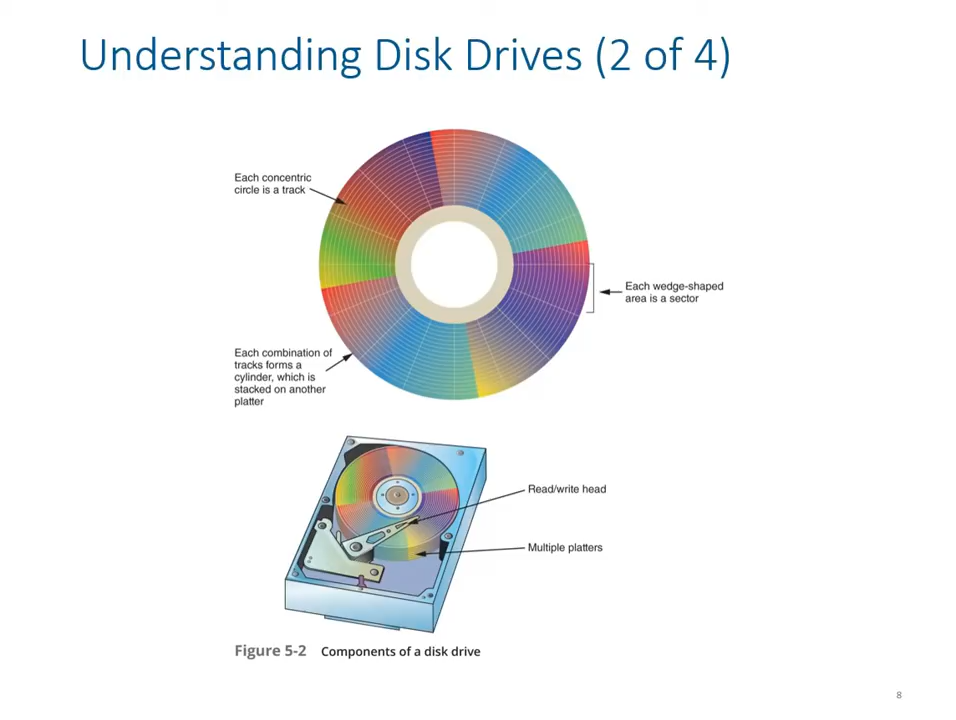 Understanding Disk Drives (2 of 4)
Each concentric
circle is a track
Each wedge-shaped
area is a sector
Each combination of
tracks forms a
cylinder, which is
stacked on another
platter
Read/write head
Multiple platters
Figure 5-2 Components of a disk drive
8